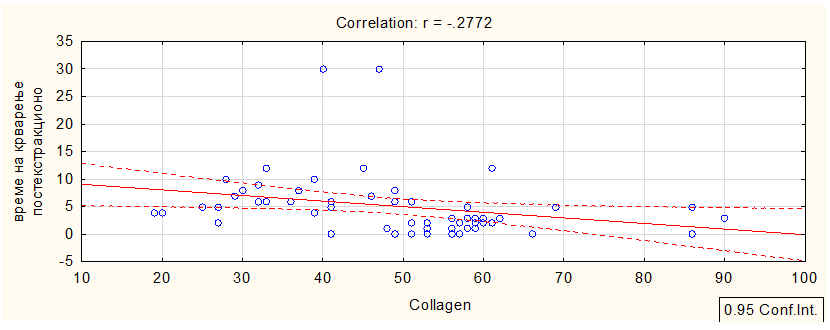 Correlation: r = -.2772
35
30
25
20
15
10
5
0
-5
време на крварење
постекстракционо
10 20 30 40 50 60 70 80 90 100
Collagen
0.95 Conf.Int.